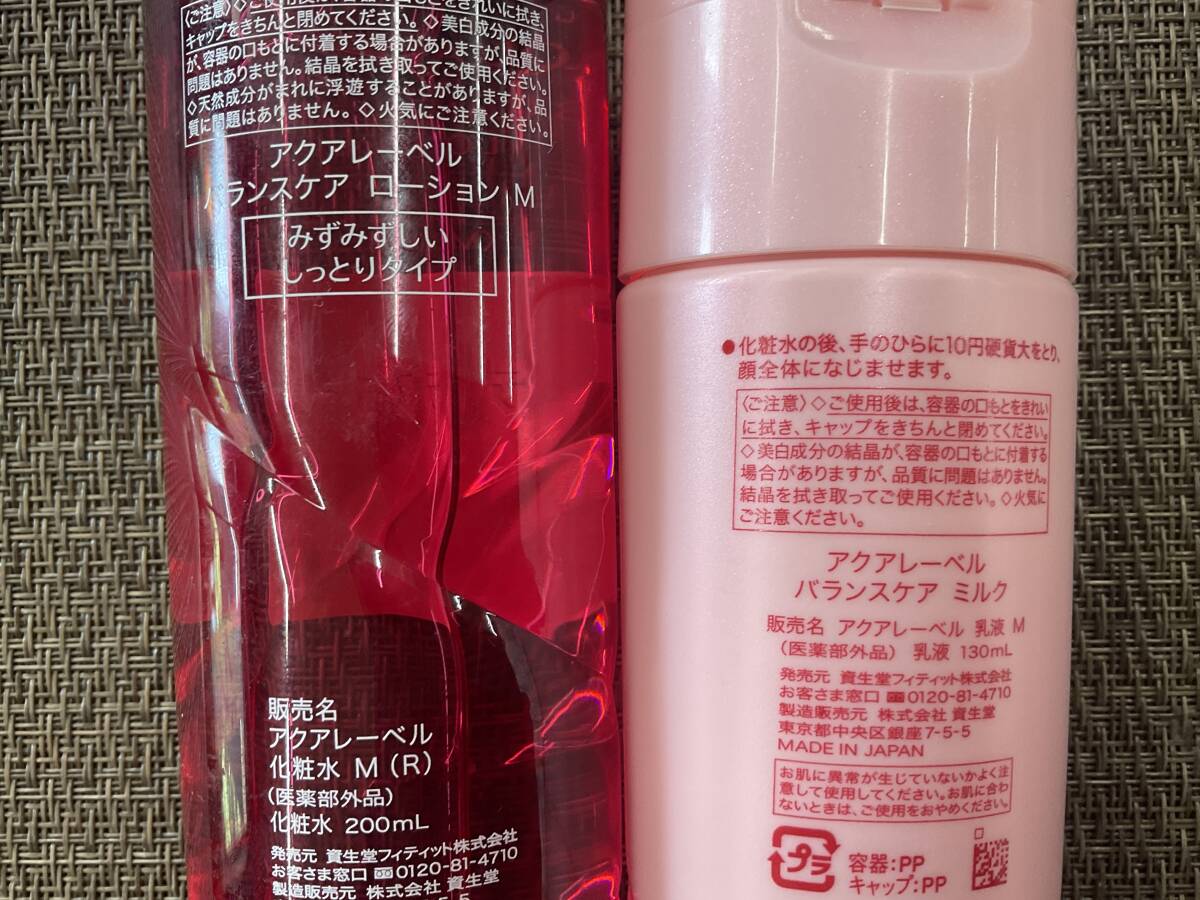 〈ご注意〉◇ご使用後は、容器の口もとをきれいに拭き、
キャップをきちんと閉めてください。◇美白成分の結晶
が、容器の口もとに付着する場合がありますが、品質に
問題はありません。結晶を拭き取ってご使用ください。
◇天然成分がまれに浮遊することがありますが、品
質に問題はありません。◇火気にご注意ください。
アクアレーベル
バランスケア ローション M
みずみずしい
しっとりタイプ
販売名
アクアレーベル
化粧水 M(R)
(医薬部外品)
化粧水 200mL
発売元 資生堂フィティット株式会社
お客さま窓口 0120-81-4710
製造販売元 株式会社 資生堂
●化粧水の後、手のひらに10円硬貨大をとり、
顔全体になじませます。
〈ご注意〉◇ご使用後は、容器の口もとをきれい
に拭き、キャップをきちんと閉めてください。
◇美白成分の結晶が、容器の口もとに付着する
場合がありますが、品質に問題はありません。
結晶を拭き取ってご使用ください。◇火気に
ご注意ください。
アクアレーベル
バランスケア ミルク
販売名 アクアレーベル 乳液 M
(医薬部外品) 乳液 130mL
発売元 資生堂フィティット株式会社
お客さま窓口 0120-81-4710
製造販売元 株式会社 資生堂
東京都中央区銀座7-5-5
MADE IN JAPAN
お肌に異常が生じていないかよく注
意して使用してください。お肌に合わ
ないときは、ご使用をおやめください。
プラ
容器:PP
キャップ:PP